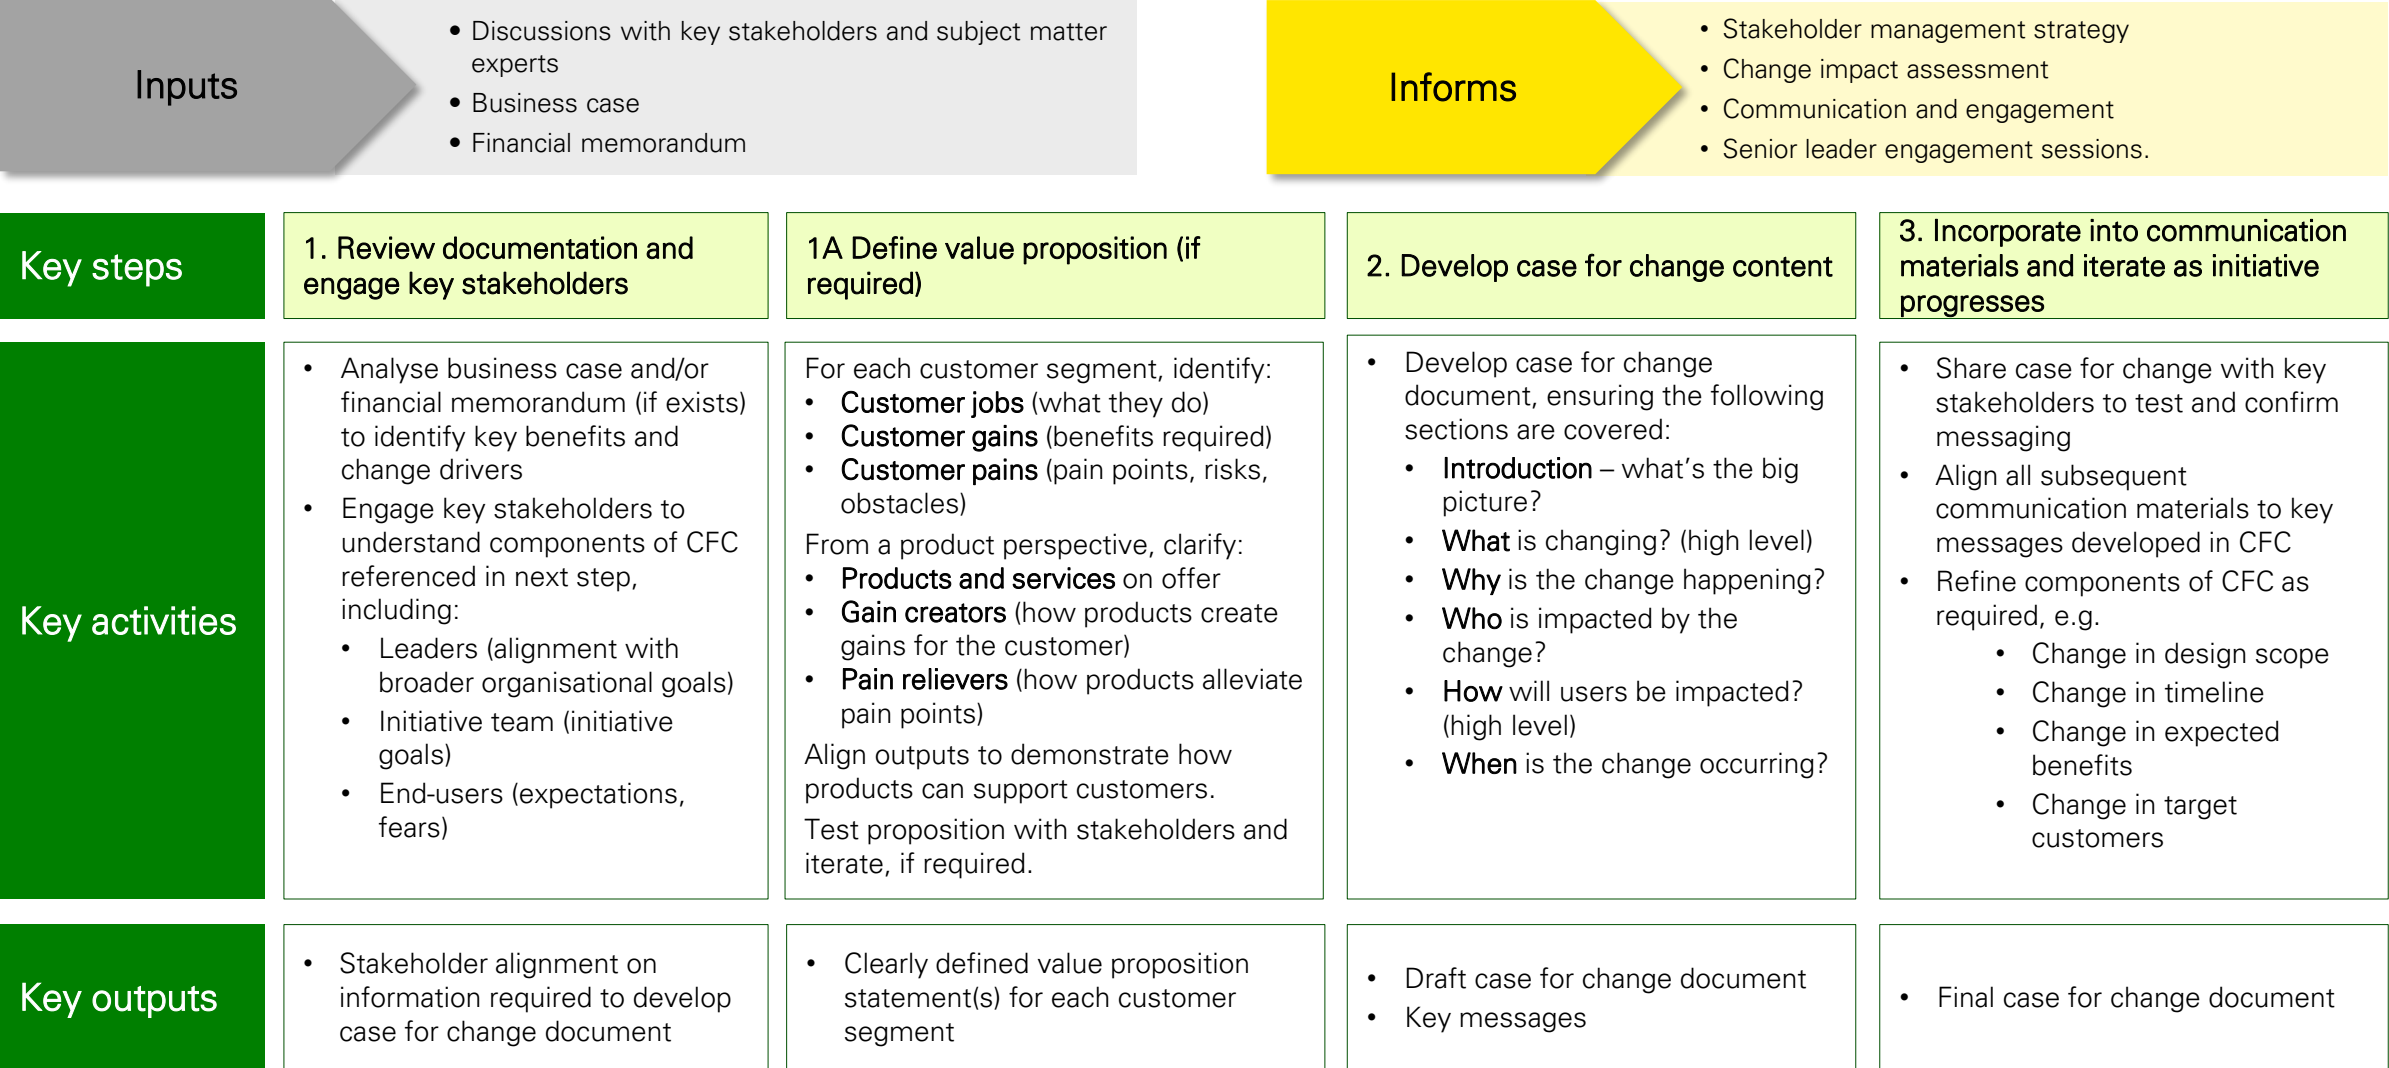 Inputs
• Discussions with key stakeholders and subject matter
experts
• Business case
• Financial memorandum
Informs
• Stakeholder management strategy
• Change impact assessment
• Communication and engagement
• Senior leader engagement sessions.
Key steps
1. Review documentation and
engage key stakeholders
1A Define value proposition (if
required)
2. Develop case for change content
3. Incorporate into communication
materials and iterate as initiative
progresses
Key activities
• Analyse business case and/or
financial memorandum (if exists)
to identify key benefits and
change drivers
• Engage key stakeholders to
understand components of CFC
referenced in next step,
including:
• Leaders (alignment with
broader organisational goals)
• Initiative team (initiative
goals)
• End-users (expectations,
fears)
For each customer segment, identify:
• Customer jobs (what they do)
• Customer gains (benefits required)
• Customer pains (pain points, risks,
obstacles)
From a product perspective, clarify:
• Products and services on offer
• Gain creators (how products create
gains for the customer)
• Pain relievers (how products alleviate
pain points)
Align outputs to demonstrate how
products can support customers.
Test proposition with stakeholders and
iterate, if required.
• Develop case for change
document, ensuring the following
sections are covered:
• Introduction – what’s the big
picture?
• What is changing? (high level)
• Why is the change happening?
• Who is impacted by the
change?
• How will users be impacted?
(high level)
• When is the change occurring?
• Share case for change with key
stakeholders to test and confirm
messaging
• Align all subsequent
communication materials to key
messages developed in CFC
• Refine components of CFC as
required, e.g.
• Change in design scope
• Change in timeline
• Change in expected
benefits
• Change in target
customers
Key outputs
• Stakeholder alignment on
information required to develop
case for change document
• Clearly defined value proposition
statement(s) for each customer
segment
• Draft case for change document
• Key messages
• Final case for change document